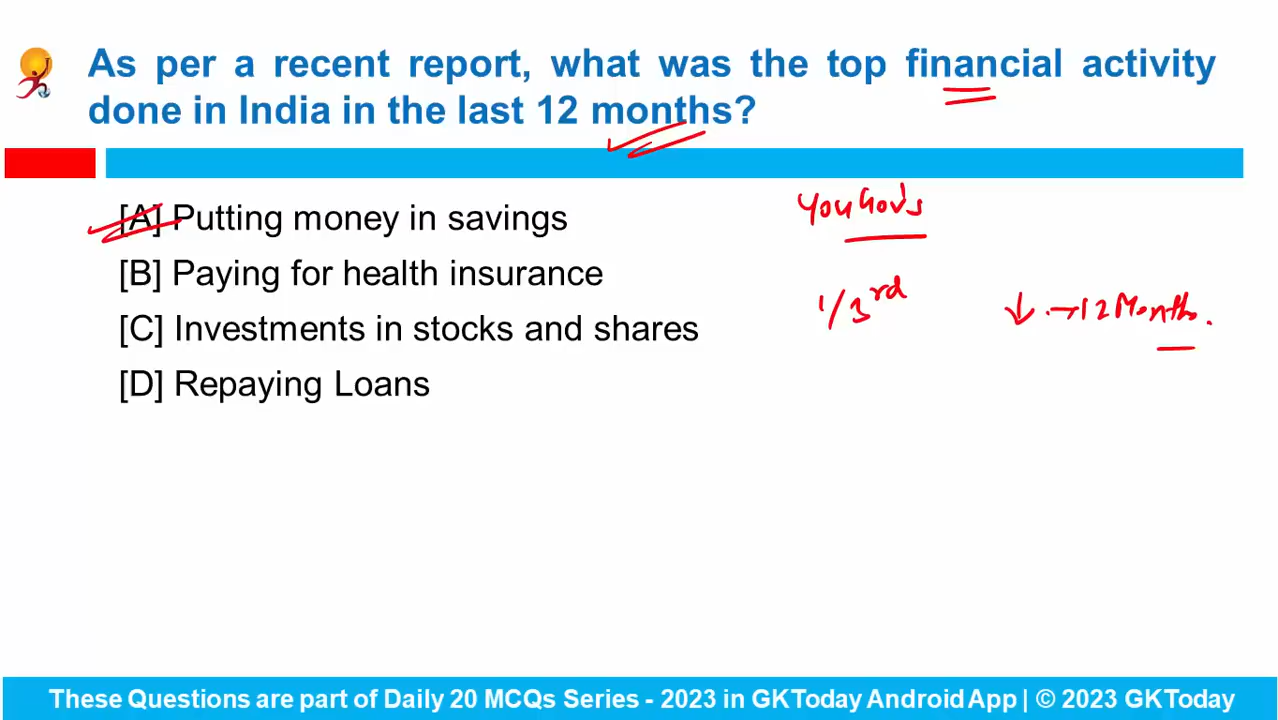 As per a recent report, what was the top financial activity
done in India in the last 12 months?
[A] Putting money in savings
YouGov's
[B] Paying for health insurance
1/3rd
↓ → 12 Months.
[C] Investments in stocks and shares
[D] Repaying Loans
These Questions are part of Daily 20 MCQs Series - 2023 in GKToday Android App | © 2023 GKToday